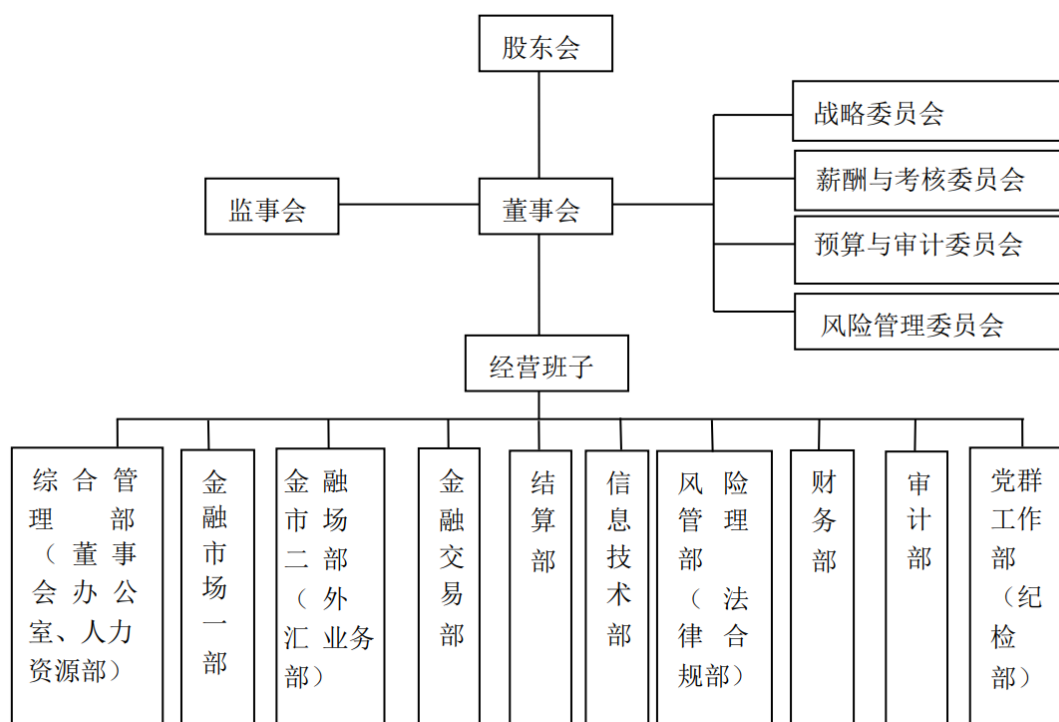 股东会
战略委员会
薪酬与考核委员会
监事会
董事会
预算与审计委员会
风险管理委员会
经营班子
综合管
理部
（董事
会办公
室、人力
资源部）
金融市场一部
金融
市场
二部
（外
汇业务
部）
金融交易部
结算部
信息技术部
风险
管理
部
（法
律合
规部）
财务部
审计部
党群
工作
部
（纪
检
部）